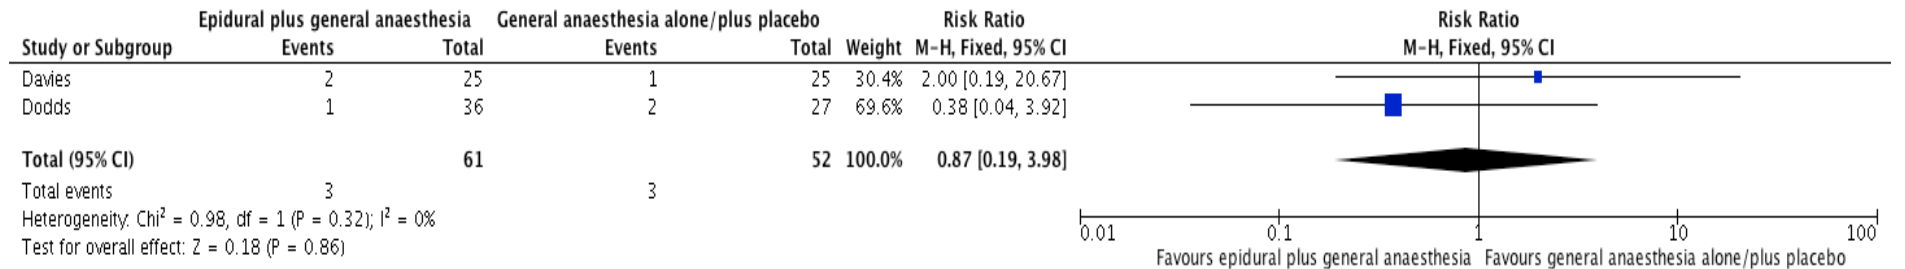 Epidural plus general anaesthesia General anaesthesia alone/plus placebo Risk Ratio Risk Ratio
Study or Subgroup Events Total Events Total Weight M-H, Fixed, 95% CI M-H, Fixed, 95% CI
Davies 2 25 1 25 30.4% 2.00 [0.19, 20.67]
Dodds 1 36 2 27 69.6% 0.38 [0.04, 3.92]
Total (95% CI) 61 52 100.0% 0.87 [0.19, 3.98]
Total events 3 3
Heterogeneity: Chi² = 0.98, df = 1 (P = 0.32); I² = 0%
Test for overall effect: Z = 0.18 (P = 0.86)
0.01 0.1 1 10 100
Favours epidural plus general anaesthesia Favours general anaesthesia alone/plus placebo